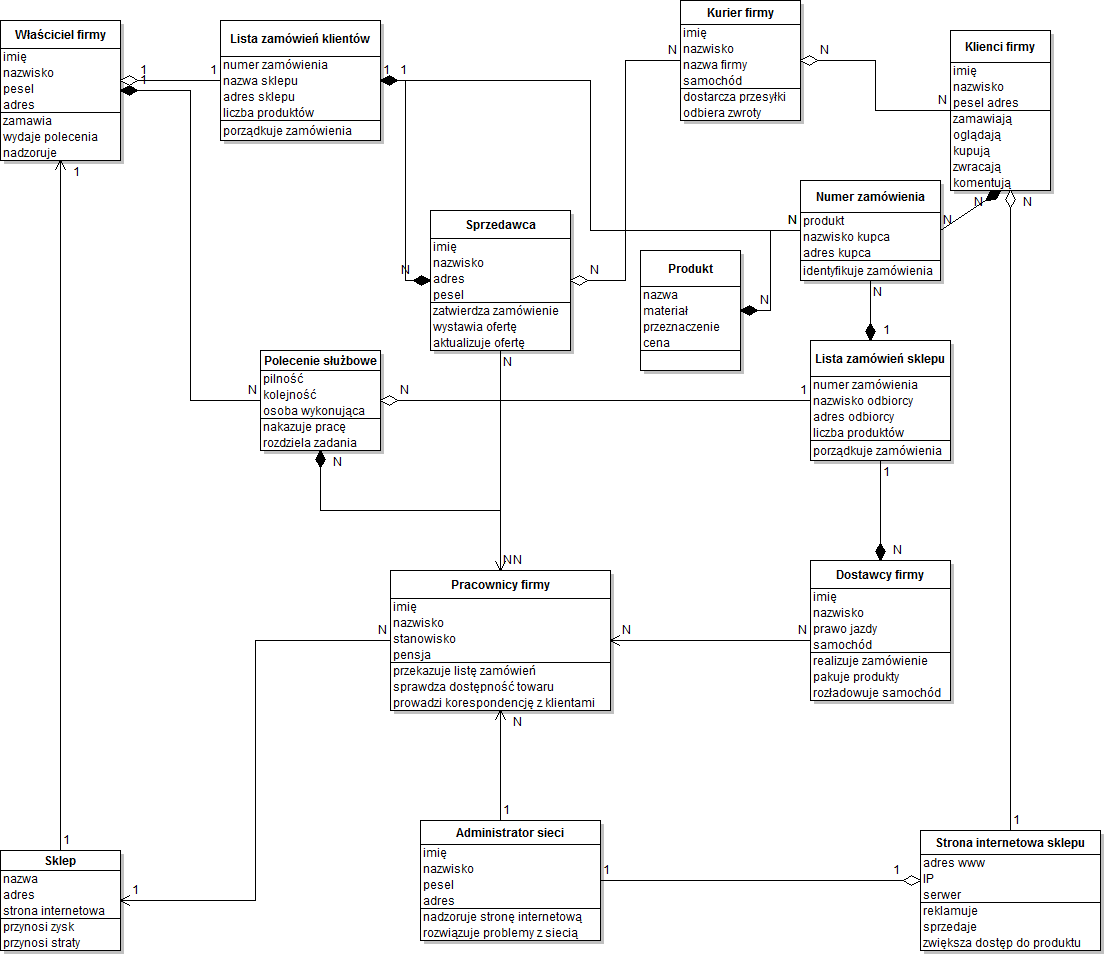 Właściciel firmy
imię
nazwisko
pesel
adres
zamawia
wydaje polecenia
nadzoruje
1
1
1
1
Lista zamówień klientów
numer zamówienia
nazwa sklepu
adres sklepu
liczba produktów
porządkuje zamówienia
1
1
Kurier firmy
imię
nazwisko
nazwa firmy
samochód
dostarcza przesyłki
odbiera zwroty
N
N
Klienci firmy
imię
nazwisko
pesel adres
zamawiają
oglądają
kupują
zwracają
komentują
N
N
N
Sprzedawca
imię
nazwisko
adres
pesel
zatwierdza zamówienie
wystawia ofertę
aktualizuje ofertę
N
N
N
Produkt
nazwa
materiał
przeznaczenie
cena
N
Numer zamówienia
produkt
nazwisko kupca
adres kupca
identyfikuje zamówienia
N
N
N
Polecenie służbowe
pilność
kolejność
osoba wykonująca
nakazuje pracę
rozdziela zadania
N
N
N
Lista zamówień sklepu
numer zamówienia
nazwisko odbiorcy
adres odbiorcy
liczba produktów
porządkuje zamówienia
1
1
1
Pracownicy firmy
imię
nazwisko
stanowisko
pensja
przekazuje listę zamówień
sprawdza dostępność towaru
prowadzi korespondencję z klientami
NN
N
N
N
Dostawcy firmy
imię
nazwisko
prawo jazdy
samochód
realizuje zamówienie
pakuje produkty
rozładowuje samochód
N
N
Sklep
nazwa
adres
strona internetowa
przynosi zysk
przynosi straty
1
1
Administrator sieci
imię
nazwisko
pesel
adres
nadzoruje stronę internetową
rozwiązuje problemy z siecią
1
1
Strona internetowa sklepu
adres www
IP
serwer
reklamuje
sprzedaje
zwiększa dostęp do produktu
1
1